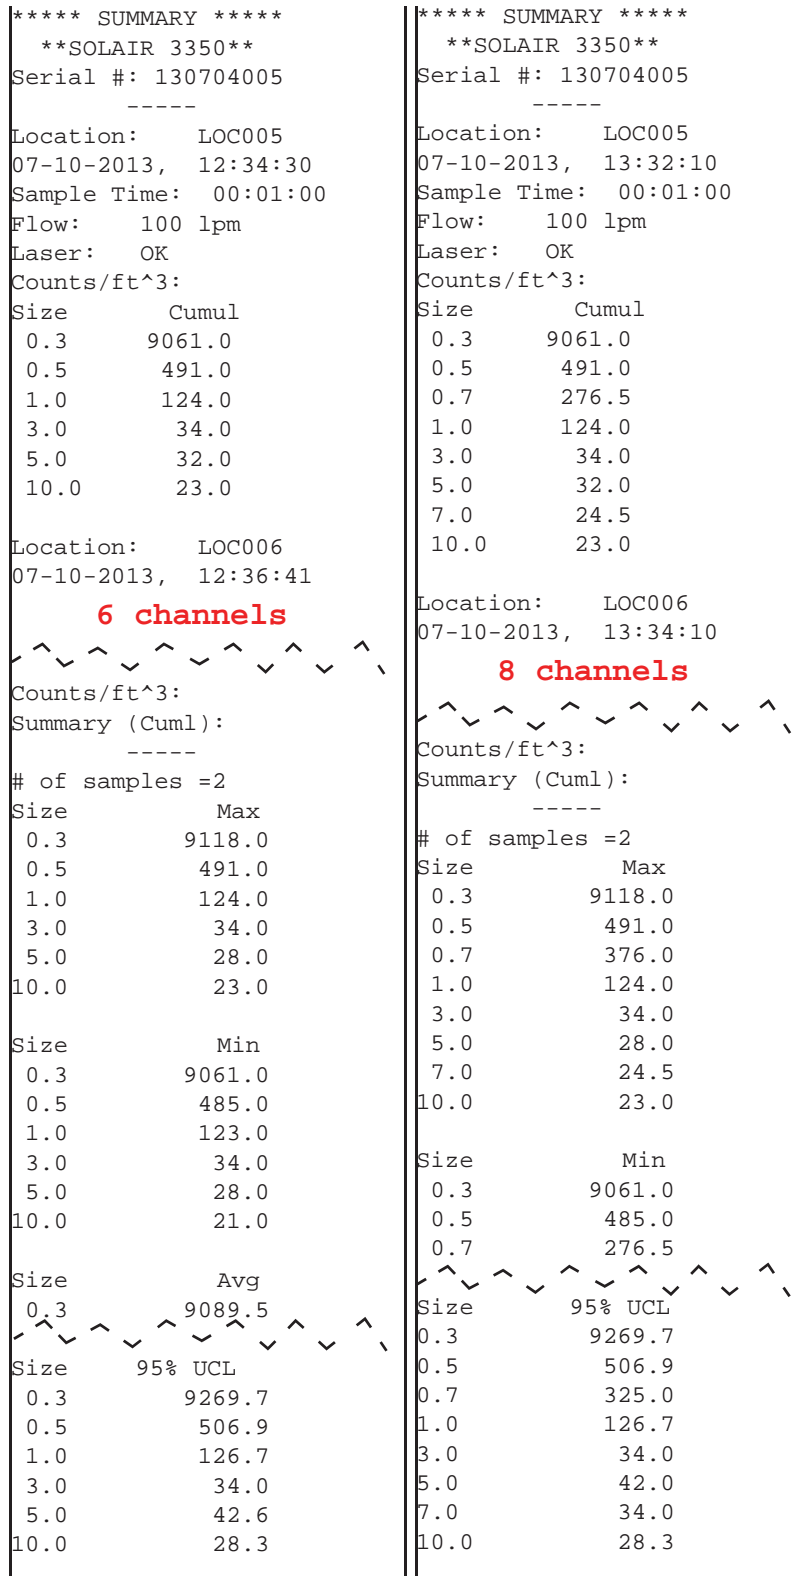 ***** SUMMARY *****
**SOLAIR 3350**
Serial #: 130704005
-----
Location: LOC005
07-10-2013, 12:34:30
Sample Time: 00:01:00
Flow: 100 lpm
Laser: OK
Counts/ft^3:
Size Cumul
0.3 9061.0
0.5 491.0
1.0 124.0
3.0 34.0
5.0 32.0
10.0 23.0
Location: LOC006
07-10-2013, 12:36:41
6 channels
Counts/ft^3:
Summary (Cuml):
-----
# of samples =2
Size Max
0.3 9118.0
0.5 491.0
1.0 124.0
3.0 34.0
5.0 28.0
10.0 23.0
Size Min
0.3 9061.0
0.5 485.0
1.0 123.0
3.0 34.0
5.0 28.0
10.0 21.0
Size Avg
0.3 9089.5
Size 95% UCL
0.3 9269.7
0.5 506.9
1.0 126.7
3.0 34.0
5.0 42.6
10.0 28.3
***** SUMMARY *****
**SOLAIR 3350**
Serial #: 130704005
-----
Location: LOC005
07-10-2013, 13:32:10
Sample Time: 00:01:00
Flow: 100 lpm
Laser: OK
Counts/ft^3:
Size Cumul
0.3 9061.0
0.5 491.0
0.7 276.5
1.0 124.0
3.0 34.0
5.0 32.0
7.0 24.5
10.0 23.0
Location: LOC006
07-10-2013, 13:34:10
8 channels
Counts/ft^3:
Summary (Cuml):
-----
# of samples =2
Size Max
0.3 9118.0
0.5 491.0
0.7 376.0
1.0 124.0
3.0 34.0
5.0 28.0
7.0 24.5
10.0 23.0
Size Min
0.3 9061.0
0.5 485.0
0.7 276.5
Size 95% UCL
0.3 9269.7
0.5 506.9
0.7 325.0
1.0 126.7
3.0 34.0
5.0 42.0
7.0 34.0
10.0 28.3